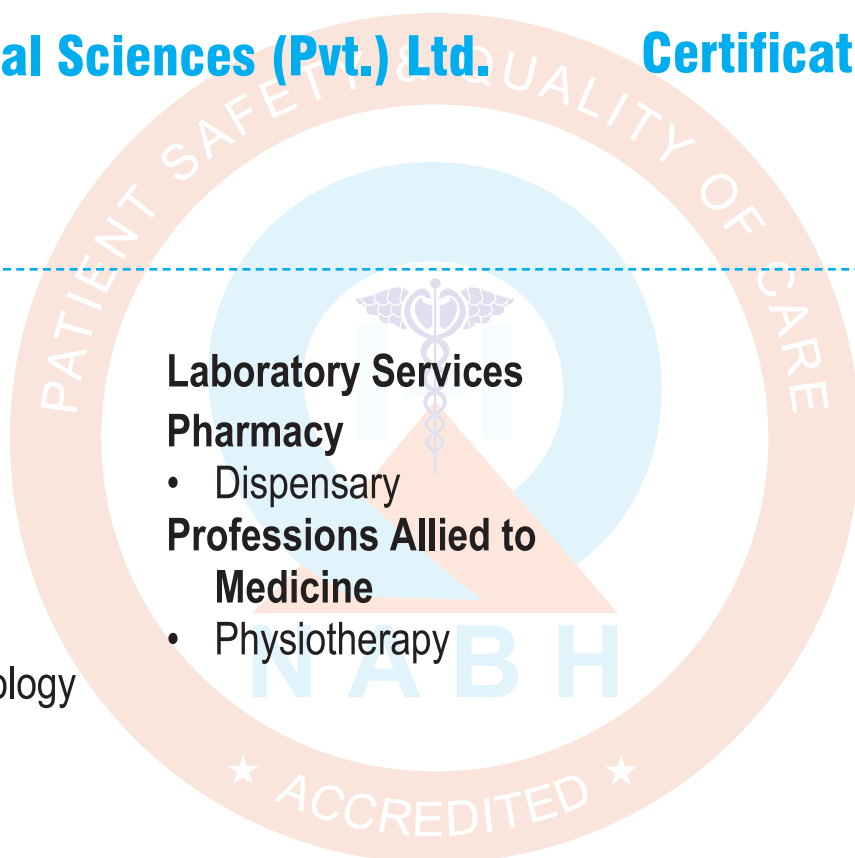 al Sciences (Pvt.) Ltd. Certificat
PATIENT SAFETY & QUALITY OF CARE
Laboratory Services
Pharmacy
• Dispensary
Professions Allied to
Medicine
• Physiotherapy
ology
NABH
★ ACCREDITED ★